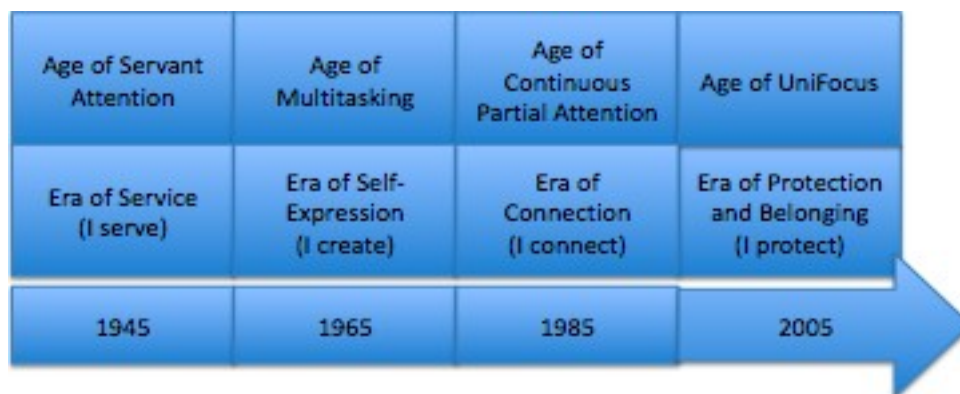 Age of Servant
Attention
Age of
Multitasking
Age of
Continuous
Partial Attention
Age of UniFocus
Era of Service
(I serve)
Era of Self-
Expression
(I create)
Era of
Connection
(I connect)
Era of Protection
and Belonging
(I protect)
1945
1965
1985
2005